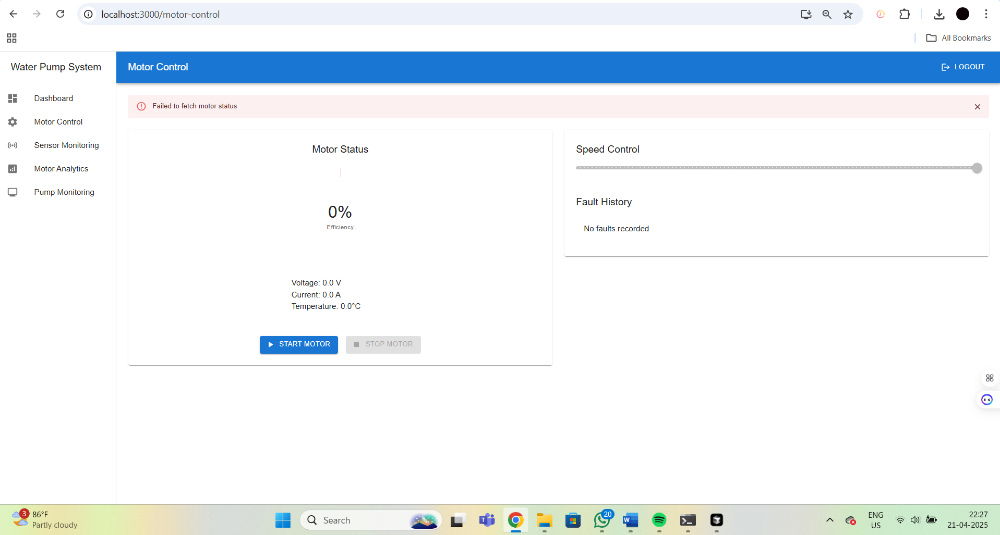 localhost:3000/motor-control
All Bookmarks
Water Pump System
Motor Control
LOGOUT
Dashboard
Motor Control
Sensor Monitoring
Motor Analytics
Pump Monitoring
Failed to fetch motor status
Motor Status
0%
Efficiency
Voltage: 0.0 V
Current: 0.0 A
Temperature: 0.0°C
START MOTOR
STOP MOTOR
Speed Control
Fault History
No faults recorded
3
86°F
Partly cloudy
Search
20
ENG
US
22:27
21-04-2025